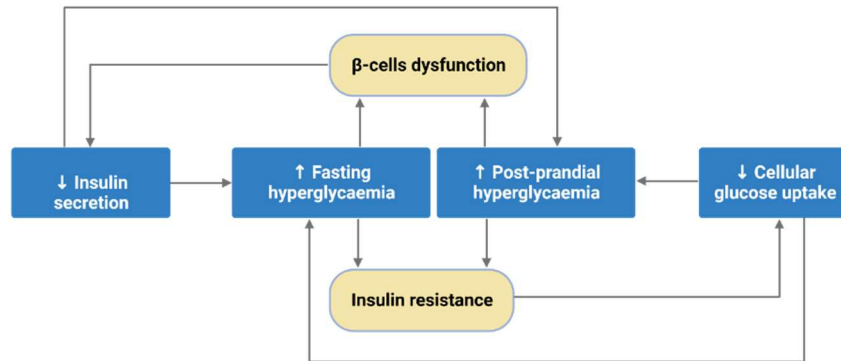 β-cells dysfunction
↓ Insulin
secretion
↑ Fasting
hyperglycaemia
↑ Post-prandial
hyperglycaemia
↓ Cellular
glucose uptake
Insulin resistance